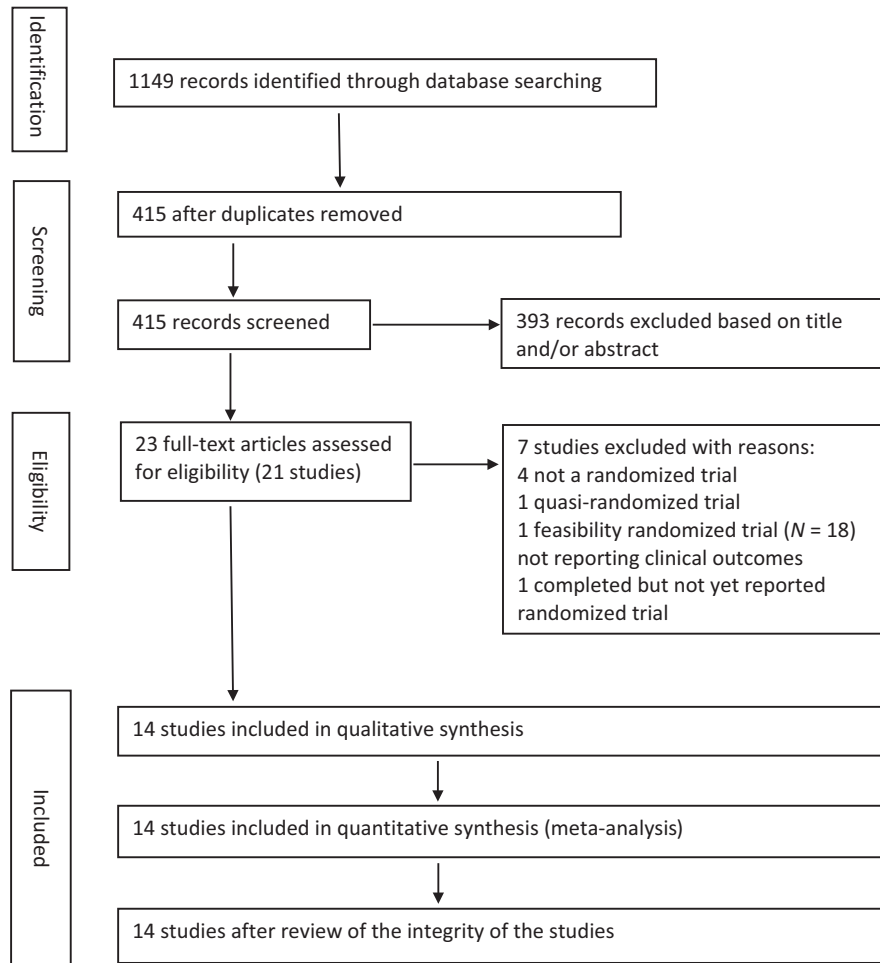 Identification
1149 records identified through database searching
Screening
415 after duplicates removed
415 records screened
393 records excluded based on title
and/or abstract
Eligibility
23 full-text articles assessed
for eligibility (21 studies)
7 studies excluded with reasons:
4 not a randomized trial
1 quasi-randomized trial
1 feasibility randomized trial (N = 18)
not reporting clinical outcomes
1 completed but not yet reported
randomized trial
Included
14 studies included in qualitative synthesis
14 studies included in quantitative synthesis (meta-analysis)
14 studies after review of the integrity of the studies